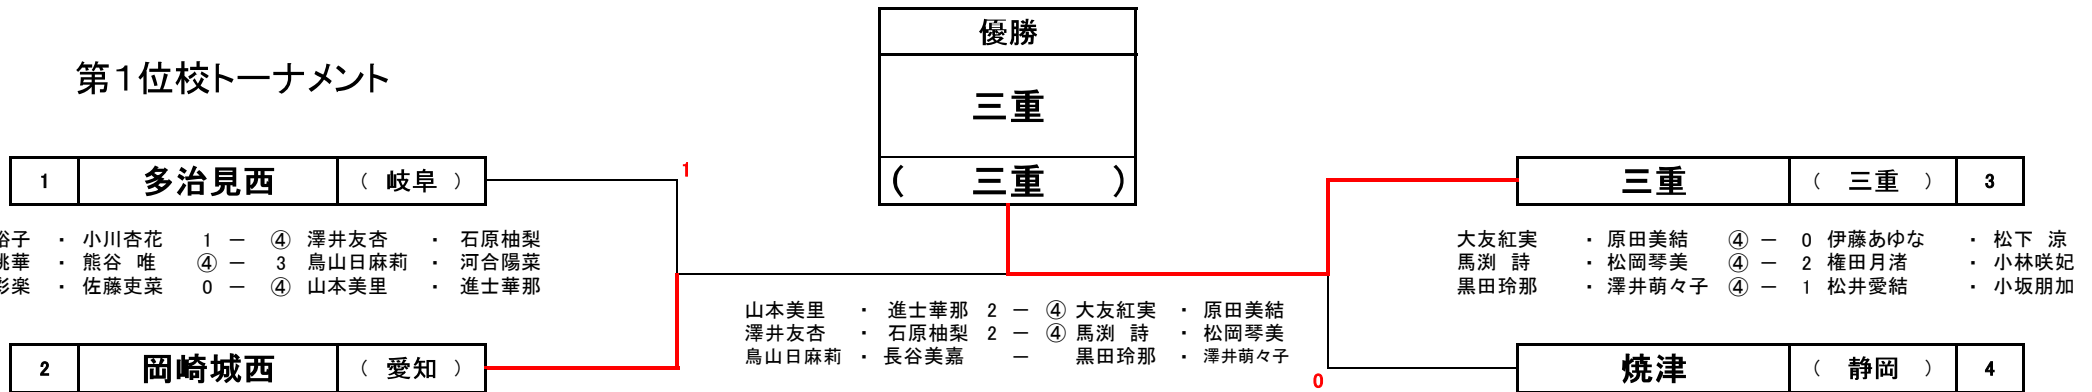 優勝
第１位校トーナメント
三重
( 三重 )
1 多治見西 （ 岐阜 ）
1
三重 （ 三重 ） 3
裕子 ・ 小川杏花 1 － ④ 澤井友杏 ・ 石原柚梨
桃華 ・ 熊谷 唯 ④ － 3 鳥山日麻莉 ・ 河合陽菜
彩楽 ・ 佐藤吏菜 0 － ④ 山本美里 ・ 進士華那
大友紅実 ・ 原田美結 ④ － 0 伊藤あゆな ・ 松下 涼
馬渕 詩 ・ 松岡琴美 ④ － 2 権田月渚 ・ 小林咲妃
黒田玲那 ・ 澤井萌々子 ④ － 1 松井愛結 ・ 小坂朋加
山本美里 ・ 進士華那 2 － ④ 大友紅実 ・ 原田美結
澤井友杏 ・ 石原柚梨 2 － ④ 馬渕 詩 ・ 松岡琴美
鳥山日麻莉 ・ 長谷美嘉 － 黒田玲那 ・ 澤井萌々子
2 岡崎城西 （ 愛知 ）
0
焼津 （ 静岡 ） 4